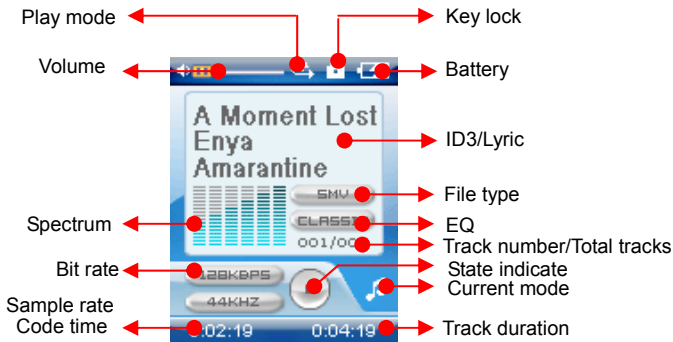 Play mode
Key lock
Volume
Battery
A Moment Lost
Enya
Amarantine
ID3/Lyric
SMV
File type
Spectrum
EQ
001/00
Track number/Total tracks
Bit rate
128KBPS
State indicate
Current mode
Sample rate
44KHZ
Code time
:02:19
0:04:19
Track duration